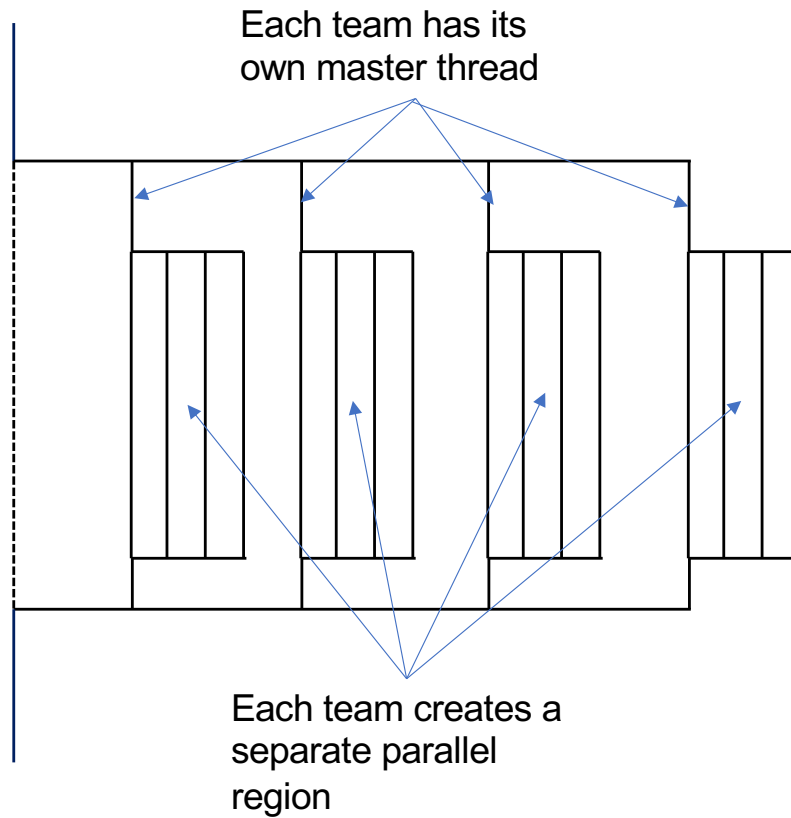 Each team has its
own master thread
Each team creates a
separate parallel
region